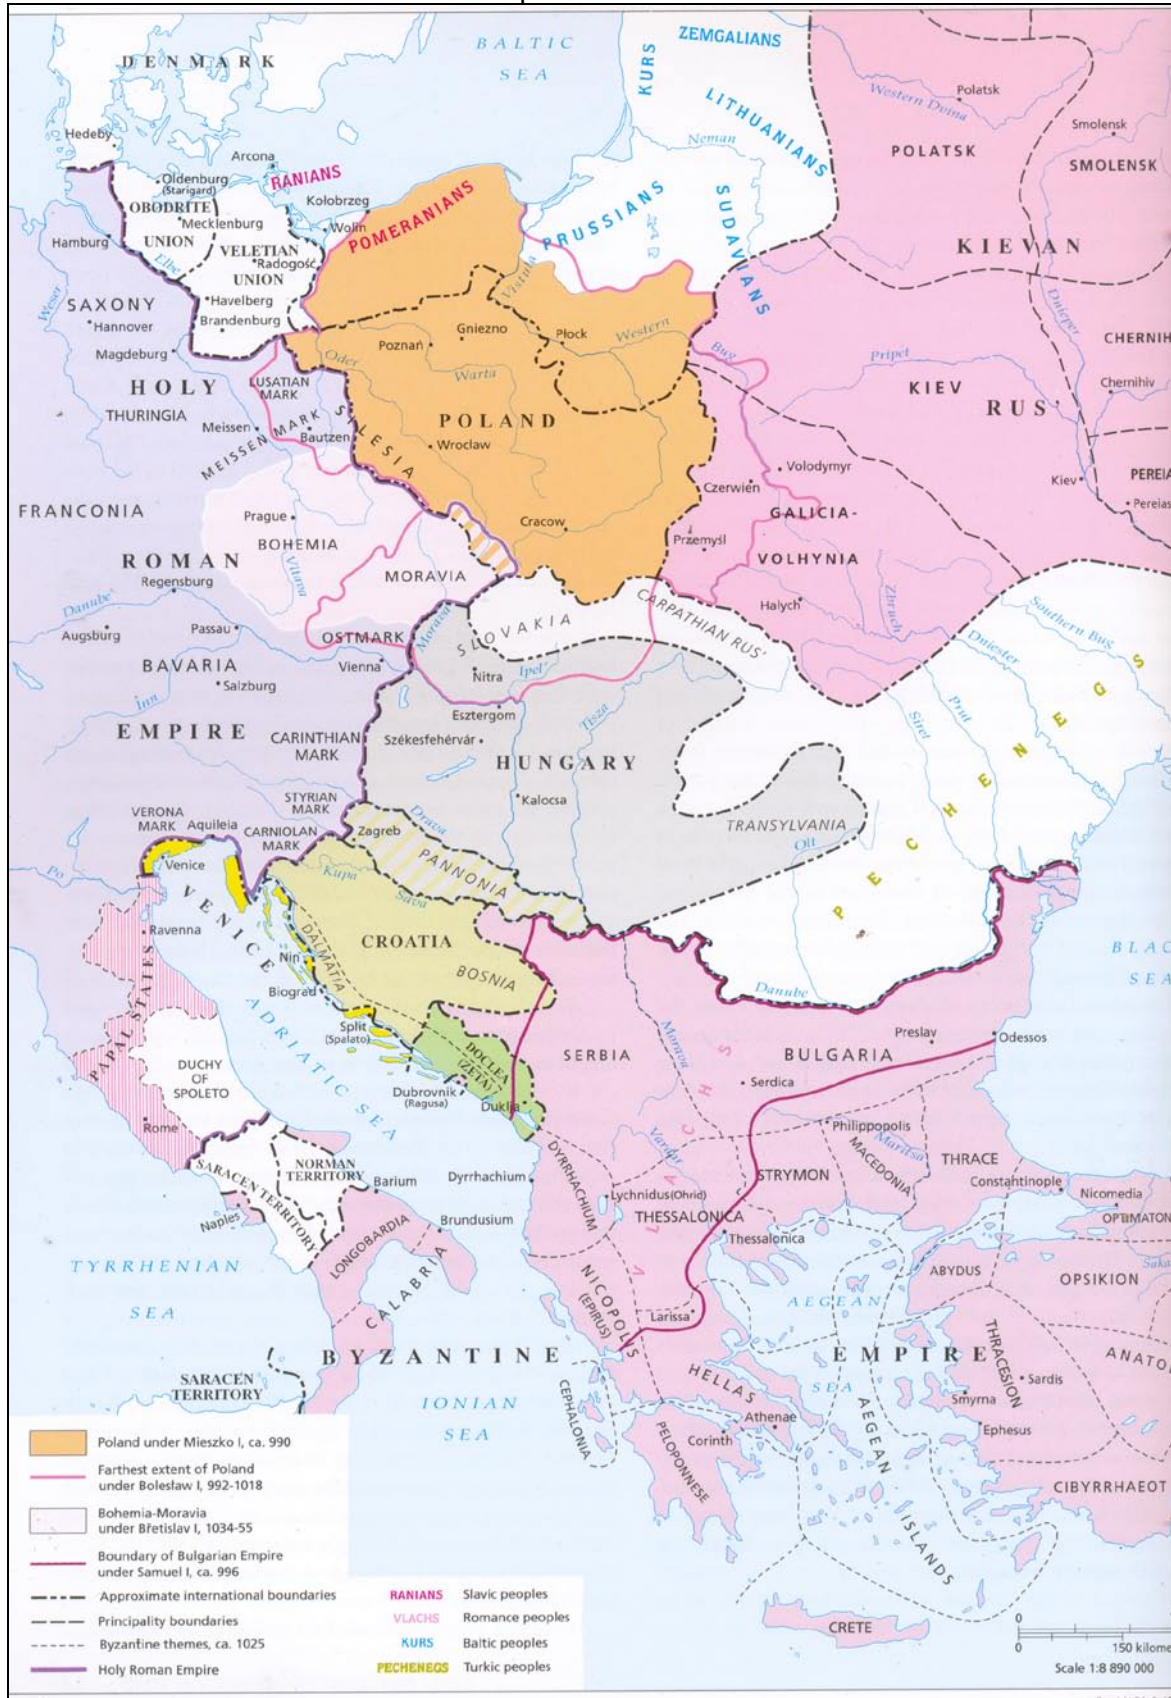 DENMARK
BALTIC
SEA
KURS
ZEMGALIANS
LITHUANIANS
Western Dvina
Polatsk
Smolensk
Hedeby
Arcona
RANIANS
Neman
POLATSK
SMOLENSK
Oldenburg
(Starigard)
OBODRITE
UNION
Mecklenburg
Kołobrzeg
Wolin
POMERANIANS
PRUSSIANS
SUDAVIANS
KIEVAN
Hamburg
Elbe
VELETIAN
Radogošč
UNION
Vistula
Weser
SAXONY
Hannover
Havelberg
Brandenburg
Gniezno
Płock
Western
Bug
Dnieper
Magdeburg
Poznań
Oder
Warta
Pripet
CHERNIH
Chernihiv
HOLY
THURINGIA
LUSATIAN
MARK
KIEV
RUS'
Meissen
MEISSEN MARK
Bautzen
SILESIA
POLAND
Wroclaw
Volodymyr
Czerwień
Kiev
PEREIA
Pereias
FRANCONIA
Prague
BOHEMIA
Cracow
GALICIA-
Przemyśl
VOLHYNIA
ROMAN
Regensburg
Vltava
MORAVIA
Halych
Zbruch
Danube
Augsburg
Passau
OSTMARK
Morava
SLOVAKIA
CARPATHIAN RUS'
Dniester
Southern Bug
BAVARIA
Vienna
Nitra
Ipel'
Salzburg
Inn
Esztergom
Tisza
Siret
Prut
PECHENEGS
EMPIRE
CARINTHIAN
MARK
Székesfehérvár
HUNGARY
STYRIAN
MARK
Kalocsa
VERONA
MARK
Aquileia
CARNIOLAN
MARK
Zagreb
Drava
TRANSYLVANIA
Olt
Po
Venice
PANNONIA
Kupa
Sava
VENICE
Ravenna
CROATIA
DALMATIA
Nin
BOSNIA
BLAC
SEA
Biograd
Danube
PAPAL STATES
ADRIATIC SEA
Split
(Spalato)
DOCLEA
(ZETA)
SERBIA
Morava
VLACHS
BULGARIA
Preslav
Odessos
DUCHY
OF
SPOLETO
Dubrovnik
(Ragusa)
Duklja
Serdica
Rome
Philippopolis
Vardar
Maritsa
SARACEN TERRITORY
NORMAN
TERRITORY
Barium
Dyrrhachium
DYRRHACHIUM
Lychnidus (Ohrid)
STRYMON
MACEDONIA
THRACE
Constantinople
Nicomedia
Naples
LONGOBARDIA
Brundusium
THESSALONICA
Thessalonica
OPTIMATON
TYRRHENIAN
SEA
CALABRIA
NICOPOLIS
(EPIRUS)
Larissa
AEGEAN
SEA
ABYDUS
OPSIKION
Saka
BYZANTINE
EMPIRE
THRACESION
ANATO
SARACEN
TERRITORY
IONIAN
SEA
CEPHALONIA
HELLAS
Athenae
Corinth
PELOPONNESE
AEGEAN ISLANDS
Smyrna
Sardis
Ephesus
CIBYRRHAEOT
CRETE
Poland under Mieszko I, ca. 990
Farthest extent of Poland
under Bolesław I, 992-1018
Bohemia-Moravia
under Břetislav I, 1034-55
Boundary of Bulgarian Empire
under Samuel I, ca. 996
Approximate international boundaries
Principality boundaries
Byzantine themes, ca. 1025
Holy Roman Empire
RANIANS Slavic peoples
VLACHS Romance peoples
KURS Baltic peoples
PECHENEGS Turkic peoples
0
0 150 kilome
Scale 1:8 890 000